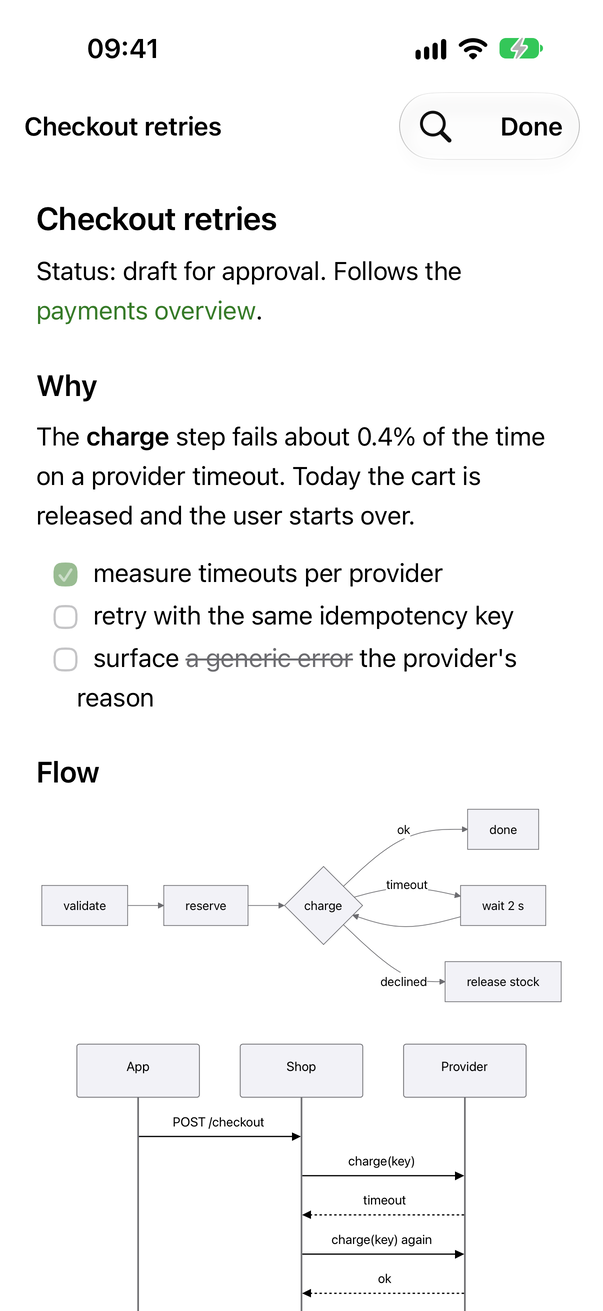 09:41
Checkout retries
Done
Checkout retries
Status: draft for approval. Follows the
payments overview.
Why
The charge step fails about 0.4% of the time
on a provider timeout. Today the cart is
released and the user starts over.
measure timeouts per provider
retry with the same idempotency key
surface a generic error the provider's
reason
Flow
ok
done
timeout
validate
reserve
charge
wait 2 s
declined
release stock
App
Shop
Provider
POST /checkout
charge(key)
timeout
charge(key) again
ok